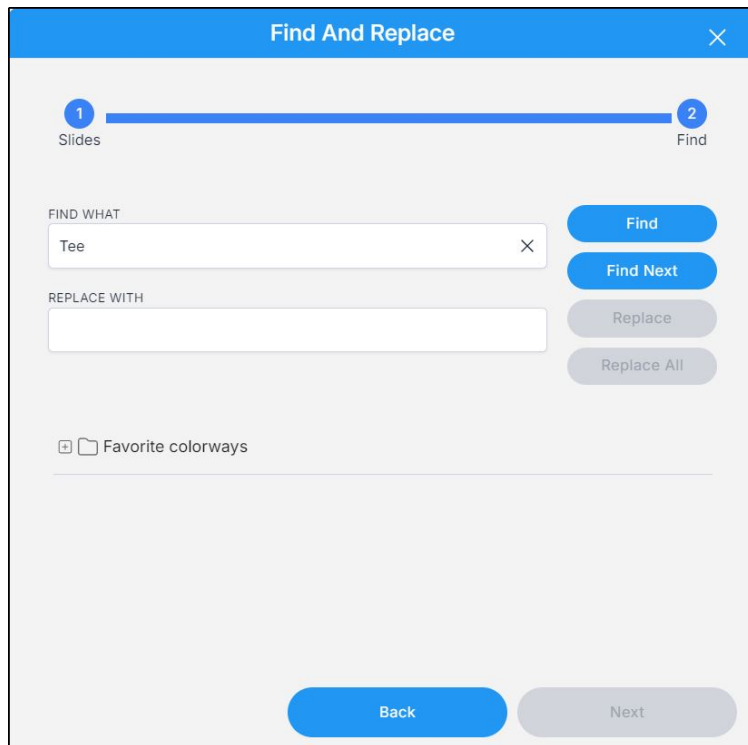 Find And Replace
1
2
Slides
Find
FIND WHAT
Tee
Find
Find Next
REPLACE WITH
Replace
Replace All
Favorite colorways
Back
Next